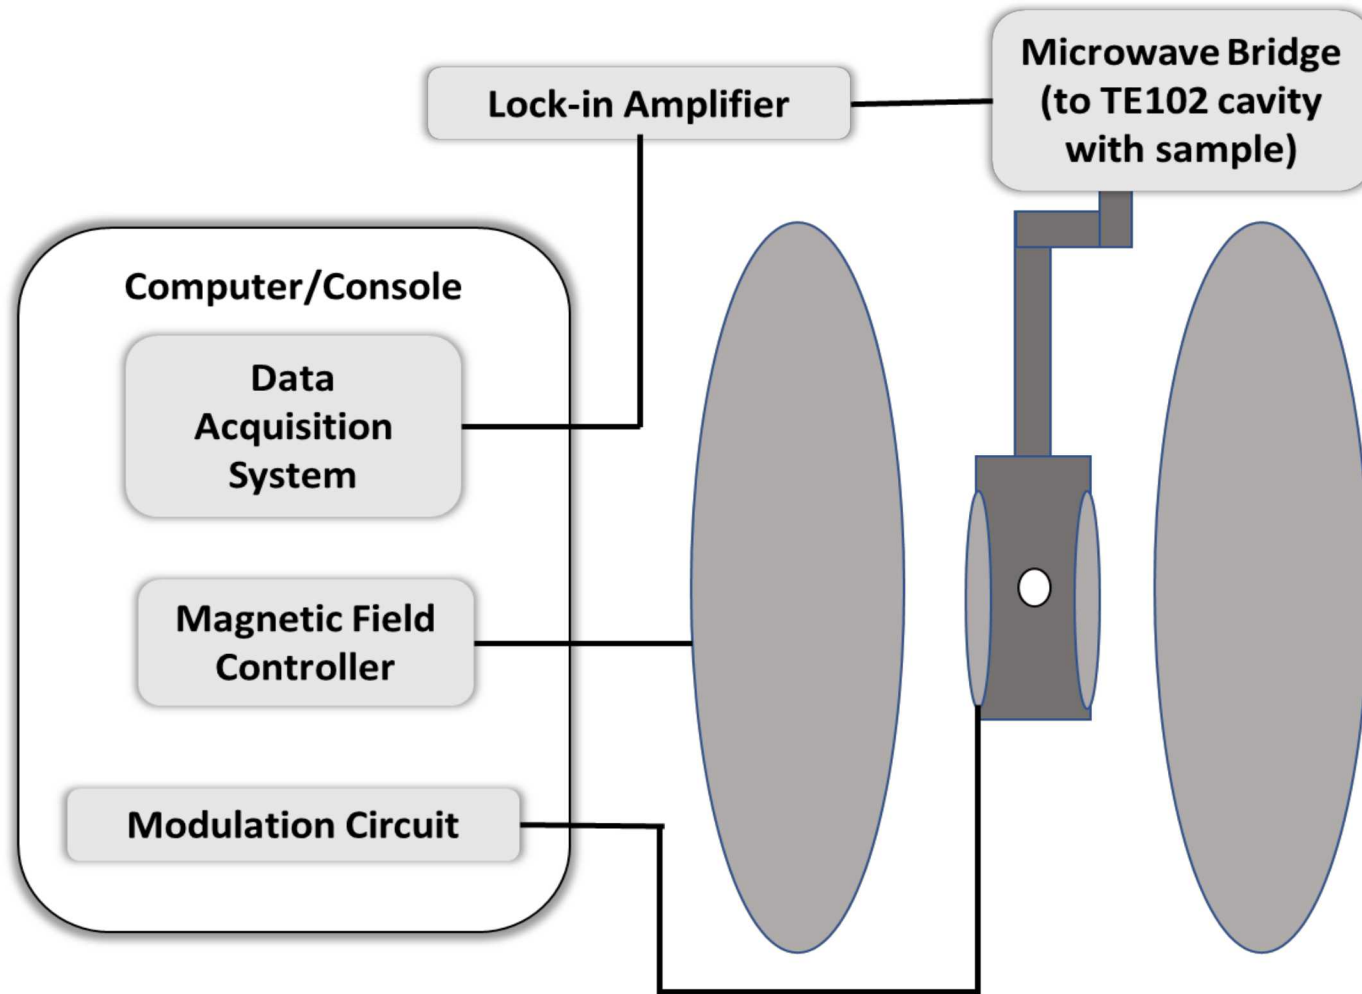 Microwave Bridge
(to TE102 cavity
with sample)
Lock-in Amplifier
Computer/Console
Data
Acquisition
System
Magnetic Field
Controller
Modulation Circuit